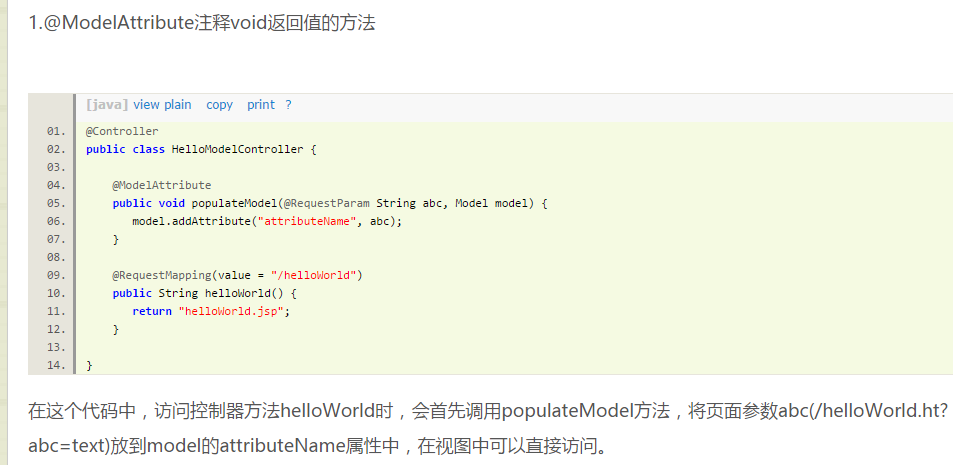 1.@ModelAttribute注释void返回值的方法
[java] view plain copy print ?
01. @Controller
02. public class HelloModelController {
03.
04. @ModelAttribute
05. public void populateModel(@RequestParam String abc, Model model) {
06. model.addAttribute("attributeName", abc);
07. }
08.
09. @RequestMapping(value = "/helloWorld")
10. public String helloWorld() {
11. return "helloWorld.jsp";
12. }
13.
14. }
在这个代码中，访问控制器方法helloWorld时，会首先调用populateModel方法，将页面参数abc(/helloWorld.ht?
abc=text)放到model的attributeName属性中，在视图中可以直接访问。